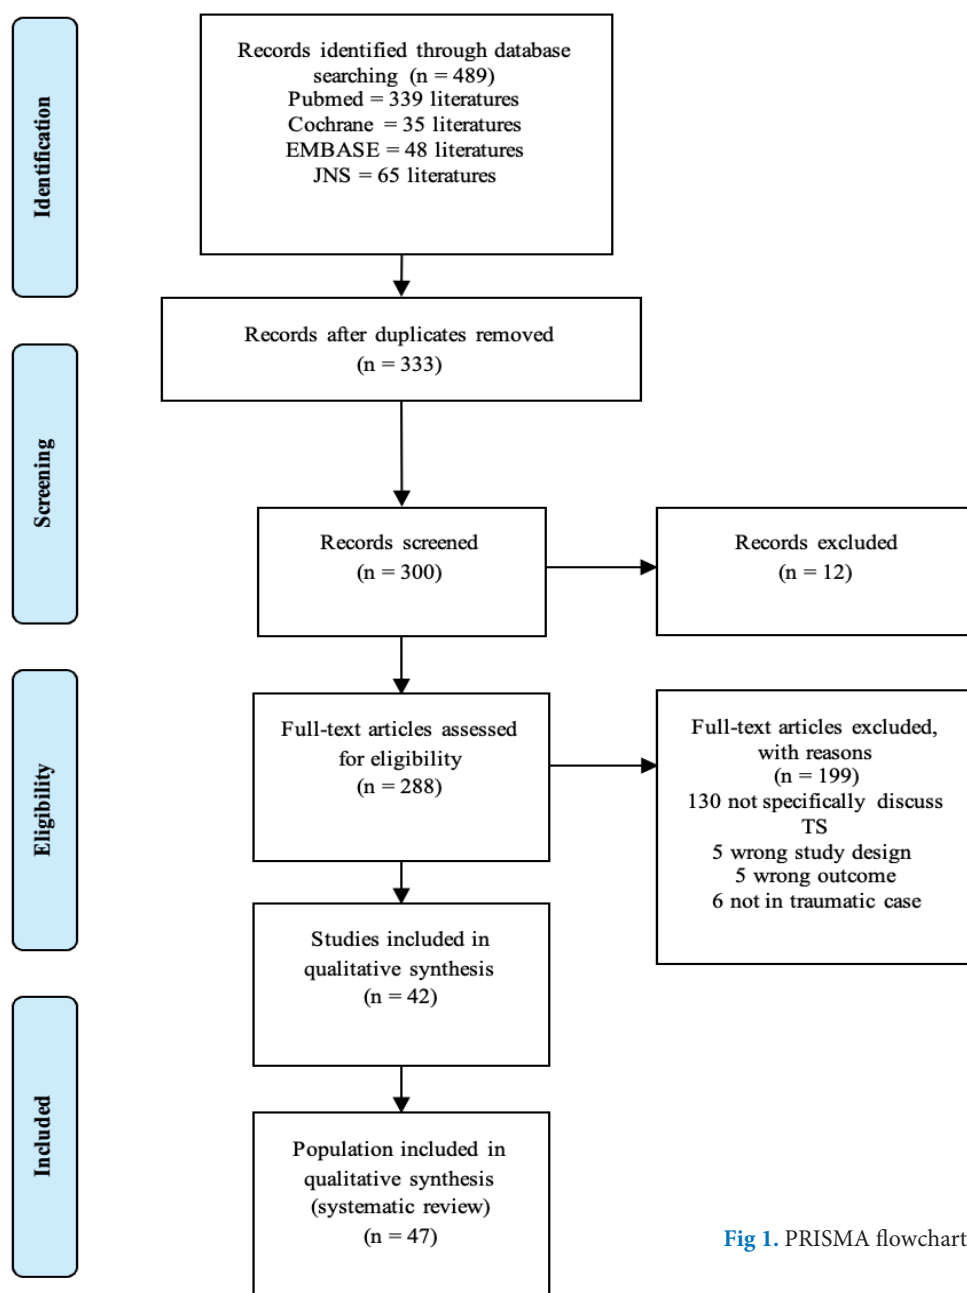 Identification
Records identified through database
searching (n = 489)
Pubmed = 339 literatures
Cochrane = 35 literatures
EMBASE = 48 literatures
JNS = 65 literatures
Records after duplicates removed
(n = 333)
Screening
Records screened
(n = 300)
Records excluded
(n = 12)
Eligibility
Full-text articles assessed
for eligibility
(n = 288)
Full-text articles excluded,
with reasons
(n = 199)
130 not specifically discuss
TS
5 wrong study design
5 wrong outcome
6 not in traumatic case
Studies included in
qualitative synthesis
(n = 42)
Included
Population included in
qualitative synthesis
(systematic review)
(n = 47)
Fig 1. PRISMA flowchart